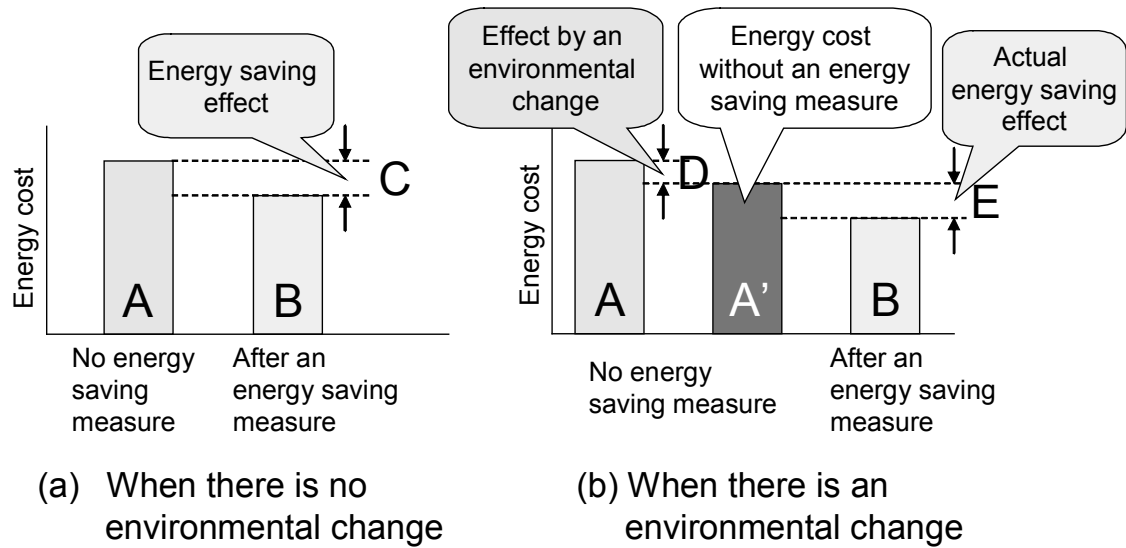 Energy saving
effect
Energy cost
C
A
B
No energy
saving
measure
After an
energy saving
measure
(a) When there is no
environmental change
Effect by an
environmental
change
Energy cost
without an energy
saving measure
Actual
energy saving
effect
Energy cost
D
E
A
A’
B
No energy
saving measure
After an
energy saving
measure
(b) When there is an
environmental change